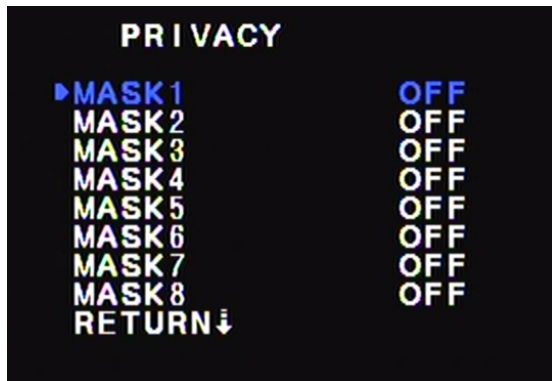 PRIVACY
MASK1 OFF
MASK2 OFF
MASK3 OFF
MASK4 OFF
MASK5 OFF
MASK6 OFF
MASK7 OFF
MASK8 OFF
RETURN